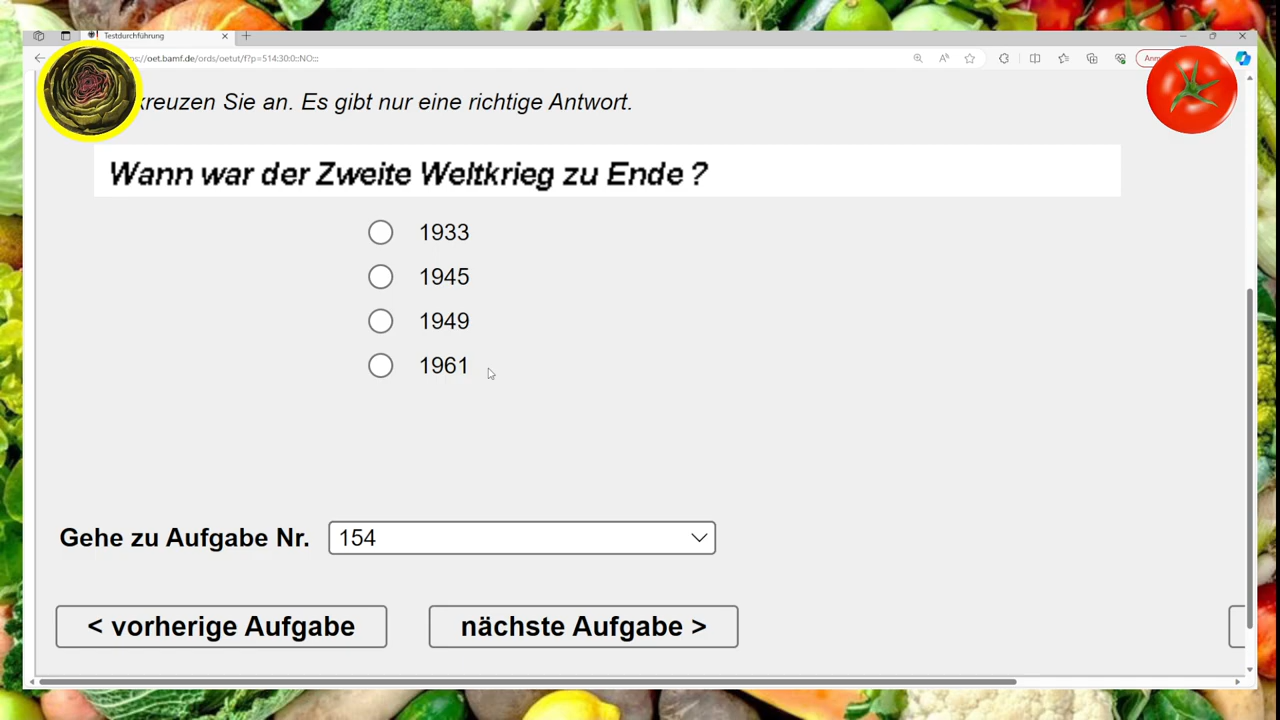 Testdurchführung
oet.bamf.de/ords/oetut/f?p=514:30:0::NO:::
kreuzen Sie an. Es gibt nur eine richtige Antwort.
Wann war der Zweite Weltkrieg zu Ende ?
1933
1945
1949
1961
Gehe zu Aufgabe Nr. 154
< vorherige Aufgabe nächste Aufgabe >